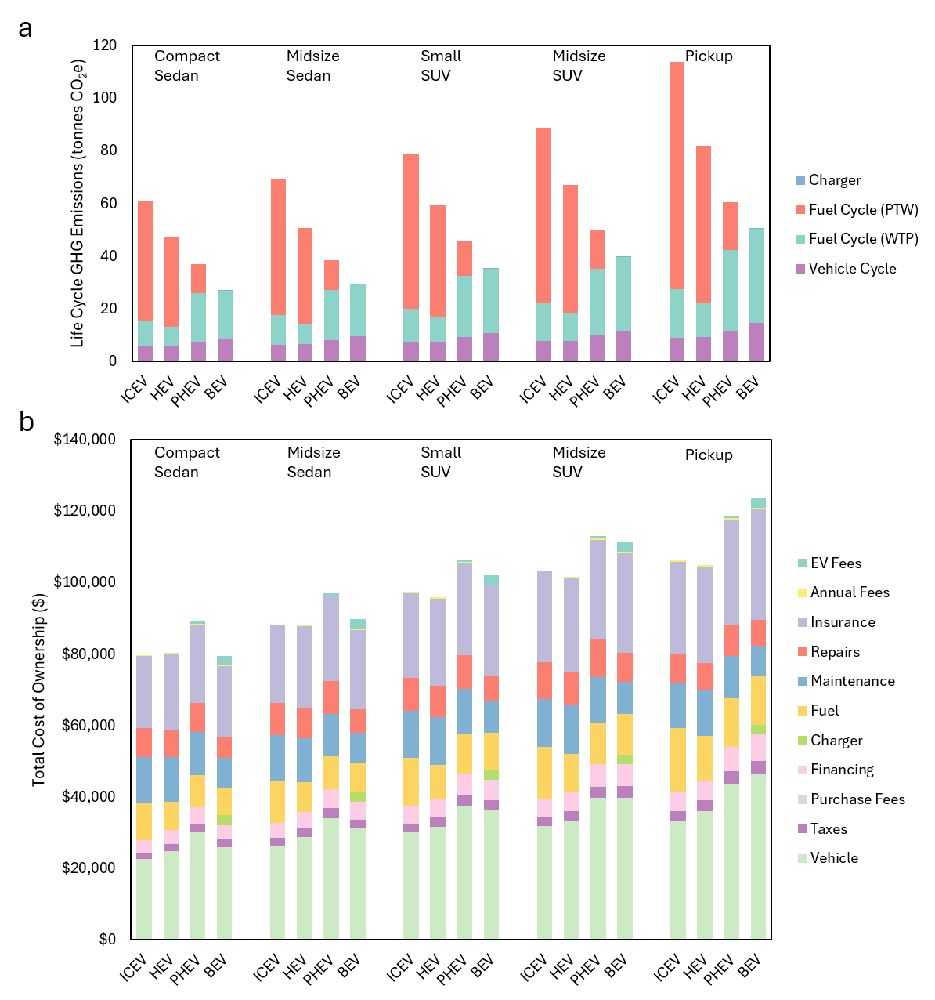 a
Life Cycle GHG Emissions (tonnes CO₂e)
120
100
80
60
40
20
0
Compact
Sedan
Midsize
Sedan
Small
SUV
Midsize
SUV
Pickup
ICEV
HEV
PHEV
BEV
ICEV
HEV
PHEV
BEV
ICEV
HEV
PHEV
BEV
ICEV
HEV
PHEV
BEV
ICEV
HEV
PHEV
BEV
Charger
Fuel Cycle (PTW)
Fuel Cycle (WTP)
Vehicle Cycle
b
Total Cost of Ownership ($)
$140,000
$120,000
$100,000
$80,000
$60,000
$40,000
$20,000
$0
Compact
Sedan
Midsize
Sedan
Small
SUV
Midsize
SUV
Pickup
ICEV
HEV
PHEV
BEV
ICEV
HEV
PHEV
BEV
ICEV
HEV
PHEV
BEV
ICEV
HEV
PHEV
BEV
ICEV
HEV
PHEV
BEV
EV Fees
Annual Fees
Insurance
Repairs
Maintenance
Fuel
Charger
Financing
Purchase Fees
Taxes
Vehicle